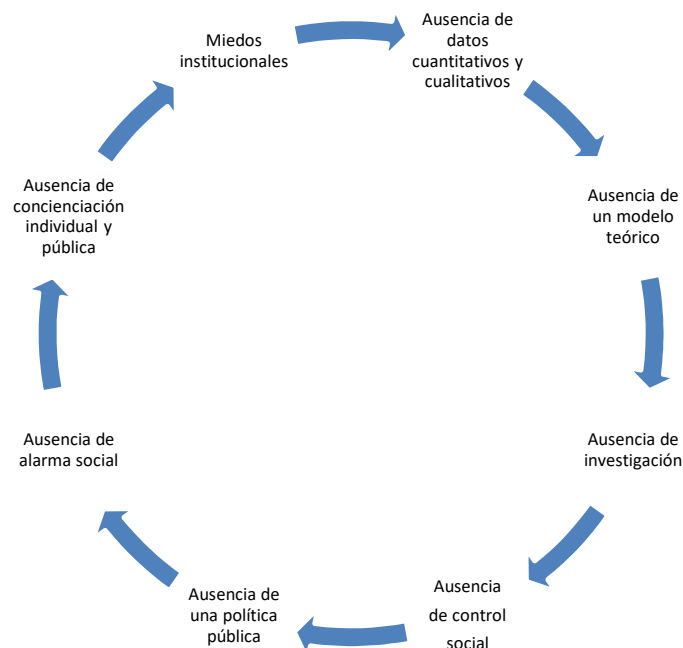 Miedos
institucionales
Ausencia de
datos
cuantitativos y
cualitativos
Ausencia de
un modelo
teórico
Ausencia de
investigación
Ausencia
de control
social
Ausencia de
una política
pública
Ausencia de
alarma social
Ausencia de
concienciación
individual y
pública